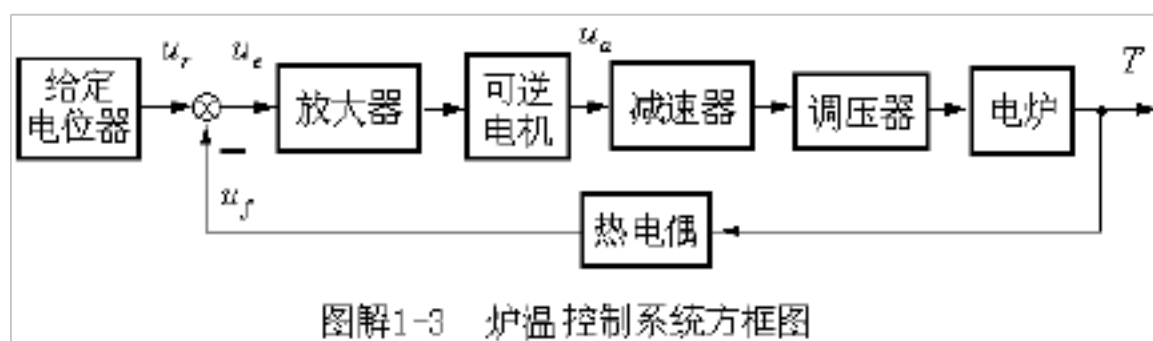 给定
电位器
u_r
u_e
放大器
可逆
电机
u_a
减速器
调压器
电炉
T
−
u_f
热电偶
图解1-3 炉温控制系统方框图